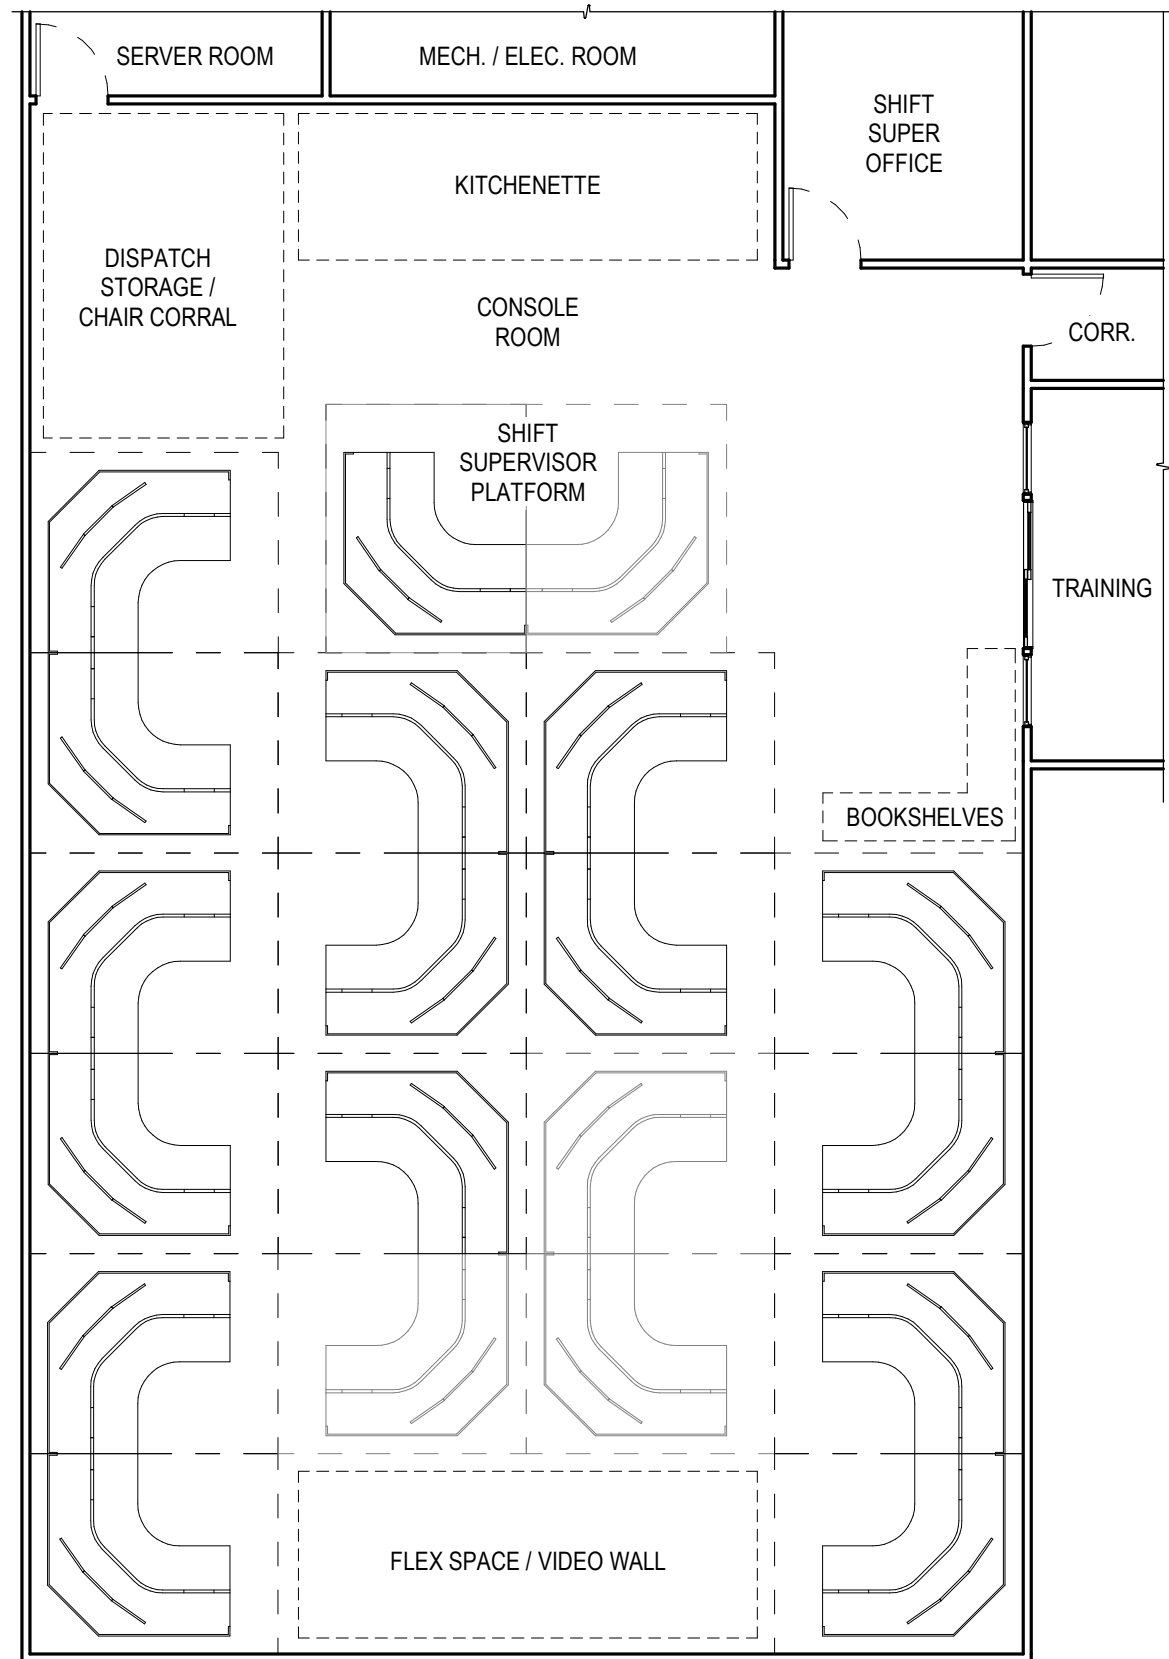 SERVER ROOM
MECH. / ELEC. ROOM
SHIFT
SUPER
OFFICE
KITCHENETTE
DISPATCH
STORAGE /
CHAIR CORRAL
CONSOLE
ROOM
CORR.
SHIFT
SUPERVISOR
PLATFORM
TRAINING
BOOKSHELVES
FLEX SPACE / VIDEO WALL